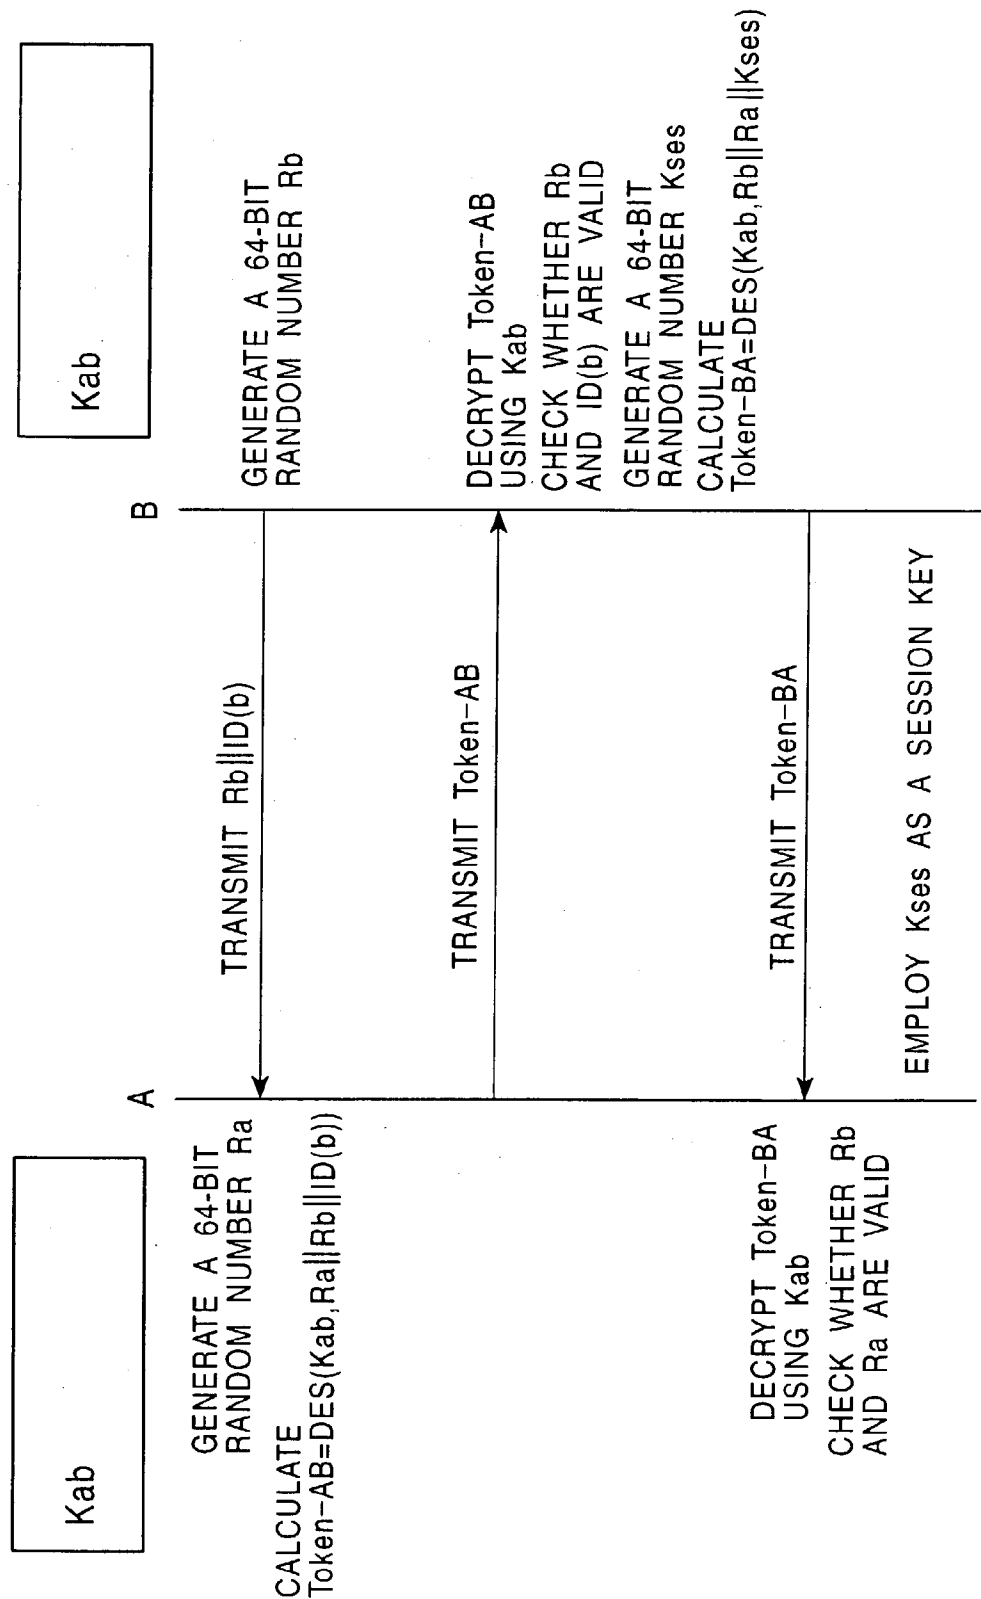 Kab
Kab
A
B
GENERATE A 64-BIT
RANDOM NUMBER Rb
TRANSMIT Rb||ID(b)
GENERATE A 64-BIT
RANDOM NUMBER Ra
CALCULATE
Token-AB=DES(Kab,Ra||Rb||ID(b))
TRANSMIT Token-AB
DECRYPT Token-AB
USING Kab
CHECK WHETHER Rb
AND ID(b) ARE VALID
GENERATE A 64-BIT
RANDOM NUMBER Kses
CALCULATE
Token-BA=DES(Kab,Rb||Ra||Kses)
TRANSMIT Token-BA
DECRYPT Token-BA
USING Kab
CHECK WHETHER Rb
AND Ra ARE VALID
EMPLOY Kses AS A SESSION KEY